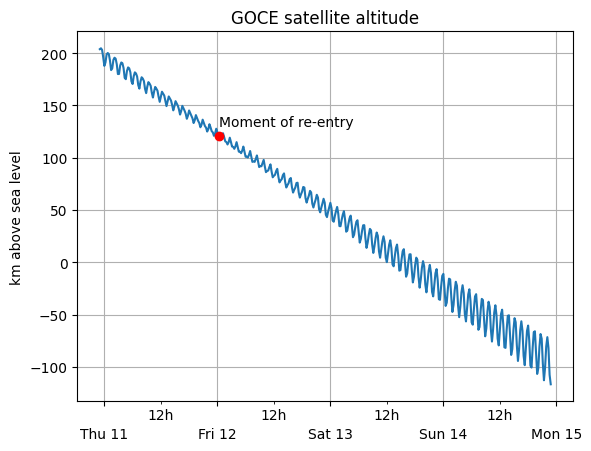 GOCE satellite altitude
200
150
100
50
0
−50
−100
km above sea level
Moment of re-entry
12h 12h 12h 12h
Thu 11 Fri 12 Sat 13 Sun 14 Mon 15